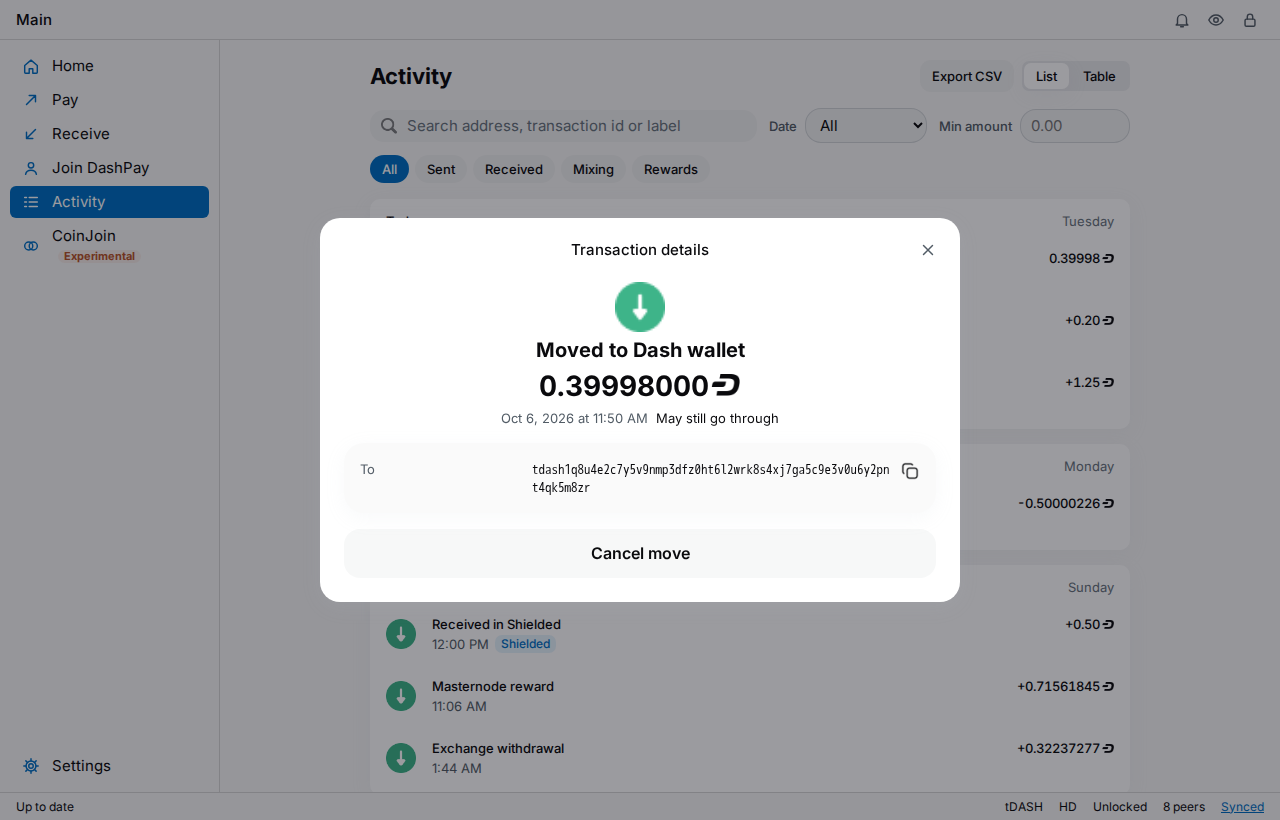 Main
Home
Pay
Receive
Join DashPay
Activity
CoinJoin
Experimental
Settings
Activity
Export CSV
List
Table
Search address, transaction id or label
Date
All
Min amount
0.00
All
Sent
Received
Mixing
Rewards
Tuesday
0.39998
+0.20
+1.25
Monday
-0.50000226
Sunday
Transaction details
Moved to Dash wallet
0.39998000
Oct 6, 2026 at 11:50 AM May still go through
To
tdash1q8u4e2c7y5v9nmp3dfz0ht6l2wrk8s4xj7ga5c9e3v0u6y2pn
t4qk5m8zr
Cancel move
Received in Shielded
+0.50
12:00 PM Shielded
Masternode reward
+0.71561845
11:06 AM
Exchange withdrawal
+0.32237277
1:44 AM
Up to date
tDASH
HD
Unlocked
8 peers
Synced